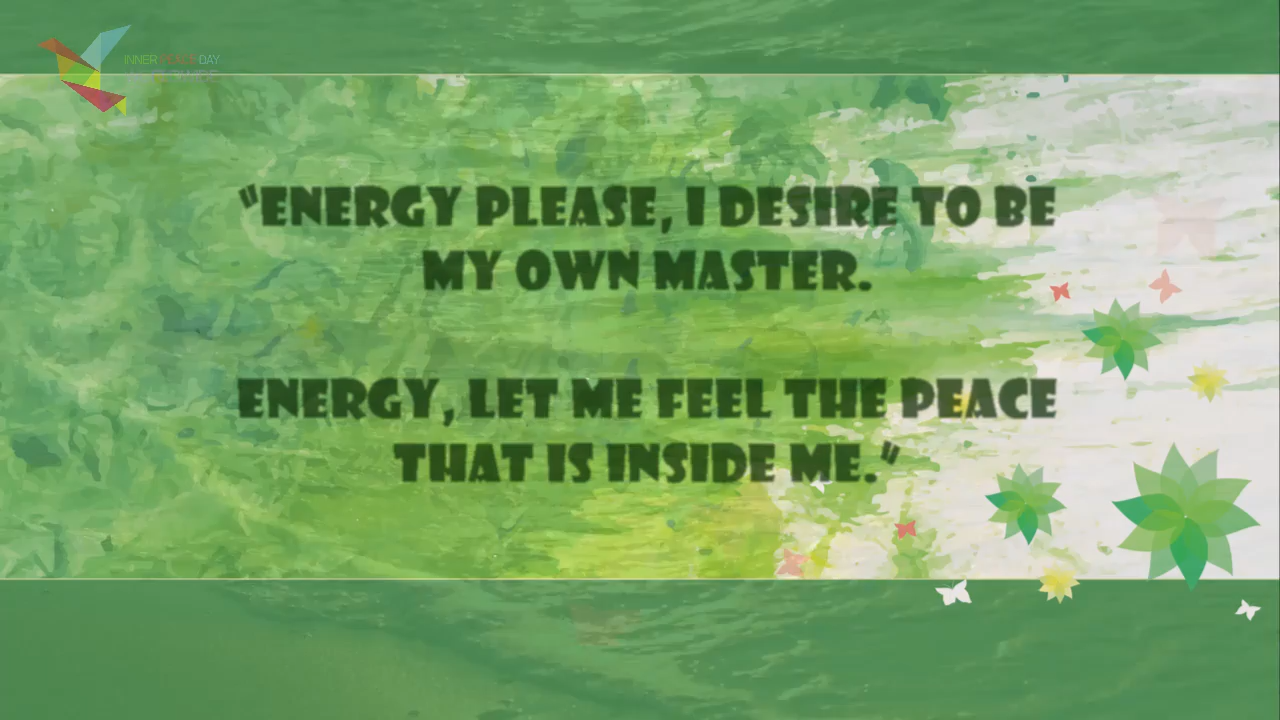 INNER PEACE DAY
"ENERGY PLEASE, I DESIRE TO BE
MY OWN MASTER.
ENERGY, LET ME FEEL THE PEACE
THAT IS INSIDE ME."